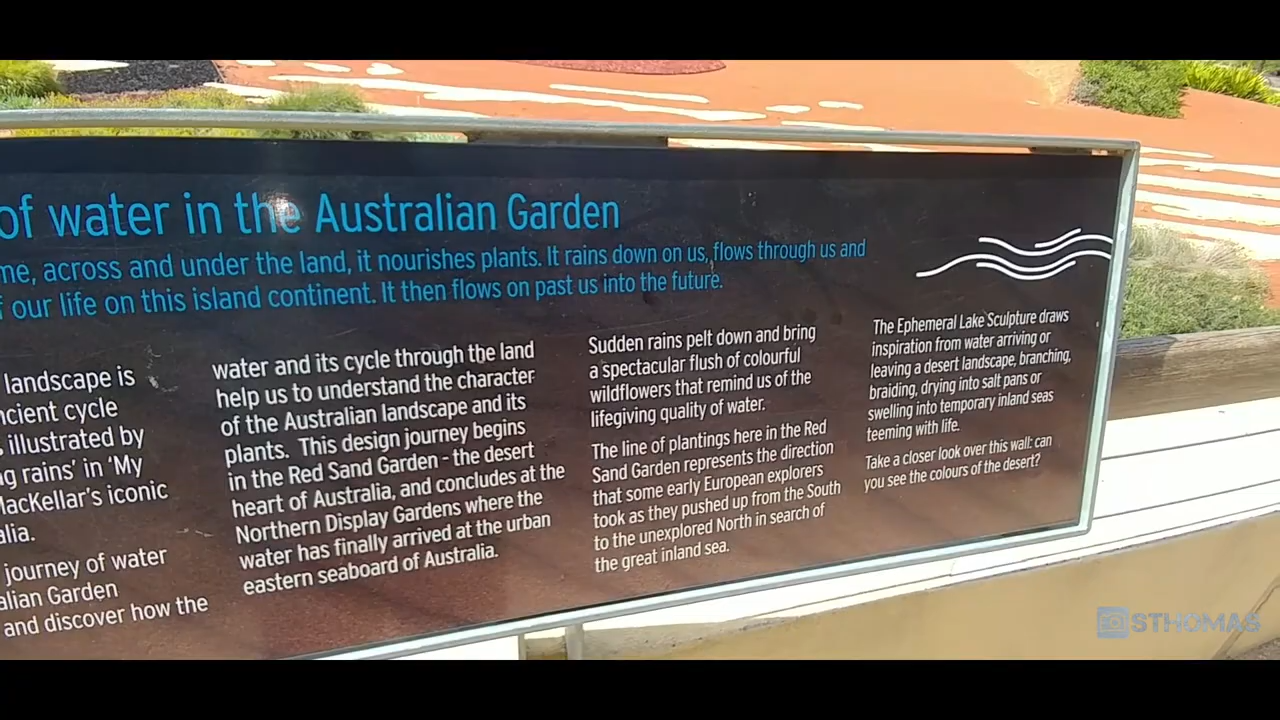 of water in the Australian Garden
me, across and under the land, it nourishes plants. It rains down on us, flows through us and
f our life on this island continent. It then flows on past us into the future.
landscape is
ncient cycle
illustrated by
ng rains' in 'My
MacKellar's iconic
alia.
journey of water
alian Garden
and discover how the
water and its cycle through the land
help us to understand the character
of the Australian landscape and its
plants. This design journey begins
in the Red Sand Garden - the desert
heart of Australia, and concludes at the
Northern Display Gardens where the
water has finally arrived at the urban
eastern seaboard of Australia.
Sudden rains pelt down and bring
a spectacular flush of colourful
wildflowers that remind us of the
lifegiving quality of water.
The line of plantings here in the Red
Sand Garden represents the direction
that some early European explorers
took as they pushed up from the South
to the unexplored North in search of
the great inland sea.
The Ephemeral Lake Sculpture draws
inspiration from water arriving or
leaving a desert landscape, branching,
braiding, drying into salt pans or
swelling into temporary inland seas
teeming with life.
Take a closer look over this wall: can
you see the colours of the desert?
STHOMAS